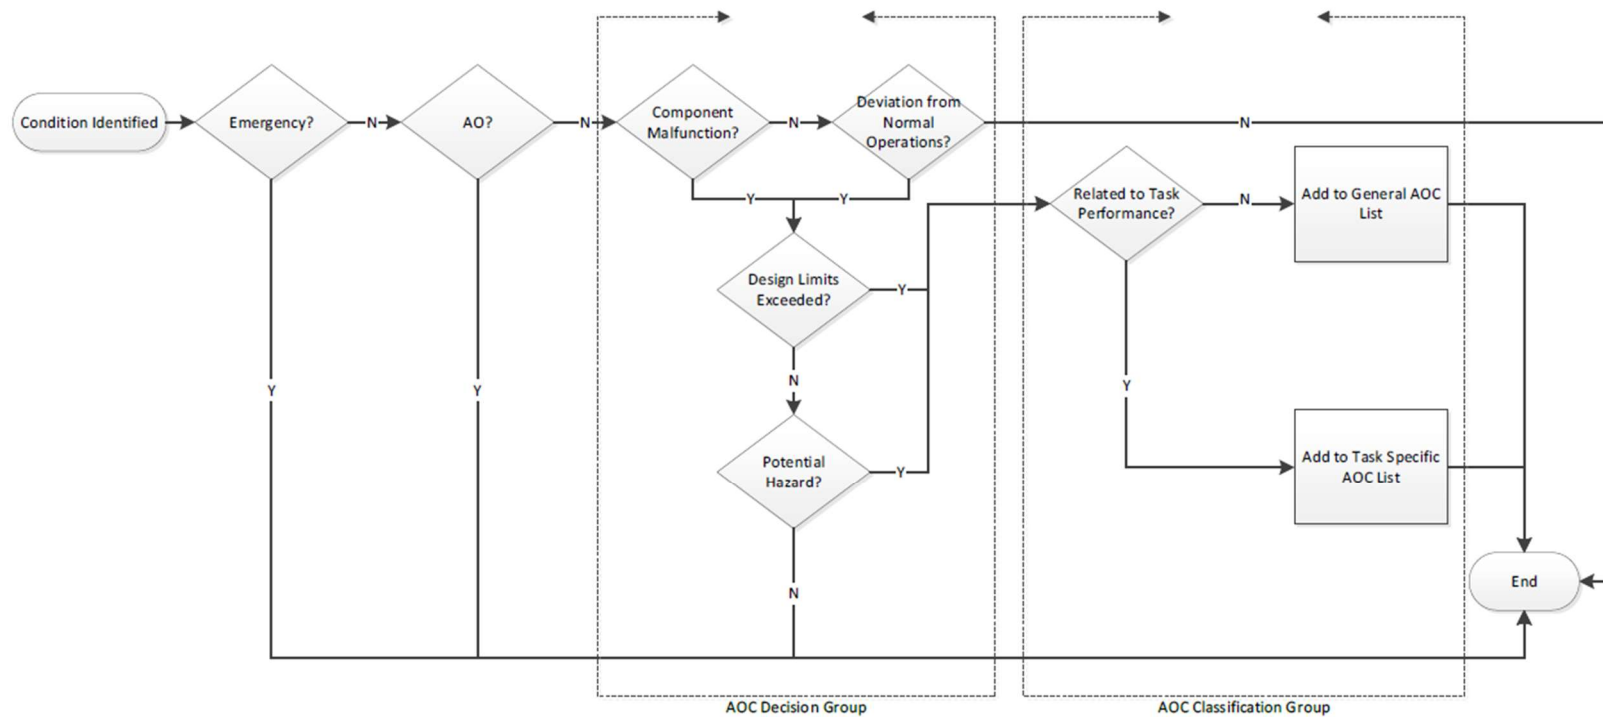 Condition Identified
Emergency?
N
AO?
N
Component
Malfunction?
N
Deviation from
Normal
Operations?
N
Y
Y
Related to Task
Performance?
N
Add to General AOC
List
Design Limits
Exceeded?
Y
N
Y
Y
Y
Potential
Hazard?
Y
Add to Task Specific
AOC List
N
End
AOC Decision Group
AOC Classification Group